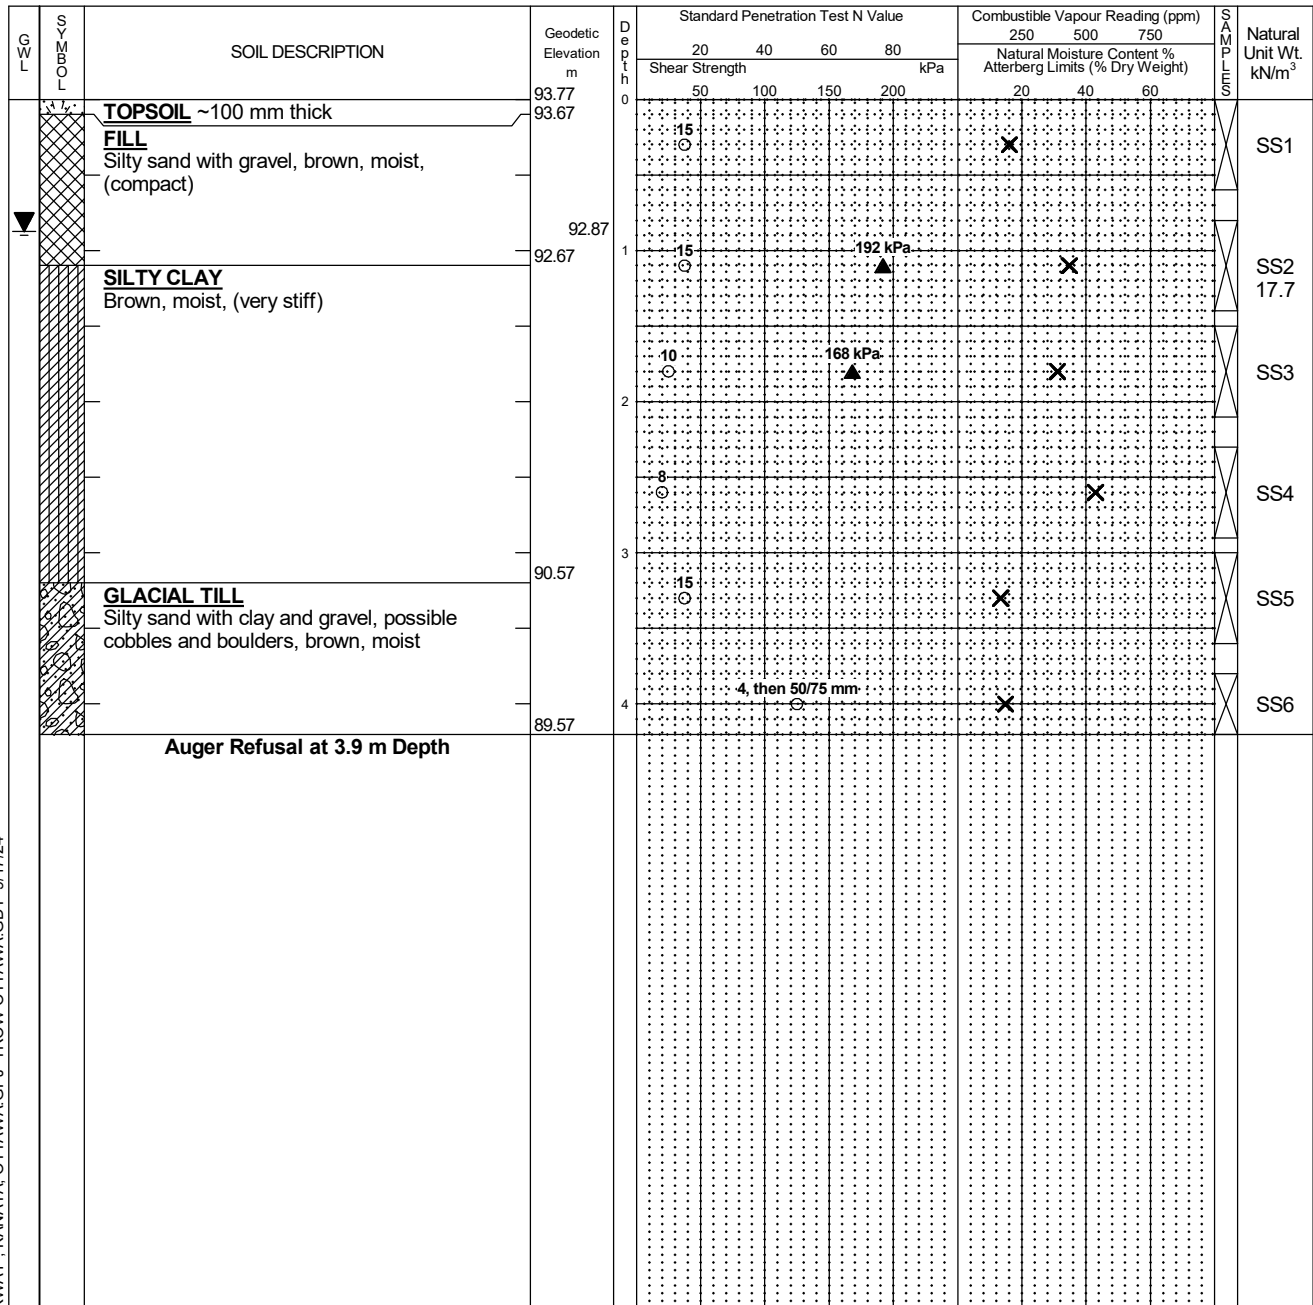 GWL
SYMBOL
SOIL DESCRIPTION
Geodetic
Elevation
m
Depth
Standard Penetration Test N Value
20 40 60 80
Shear Strength kPa
50 100 150 200
Combustible Vapour Reading (ppm)
250 500 750
Natural Moisture Content %
Atterberg Limits (% Dry Weight)
20 40 60
SAMPLES
Natural
Unit Wt.
kN/m³
93.77
0
TOPSOIL ~100 mm thick
93.67
FILL
Silty sand with gravel, brown, moist,
(compact)
15
SS1
92.87
92.67
1
15
192 kPa
SS2
17.7
SILTY CLAY
Brown, moist, (very stiff)
10
168 kPa
SS3
2
8
SS4
3
90.57
GLACIAL TILL
Silty sand with clay and gravel, possible
cobbles and boulders, brown, moist
15
SS5
4, then 50/75 mm
4
SS6
89.57
Auger Refusal at 3.9 m Depth